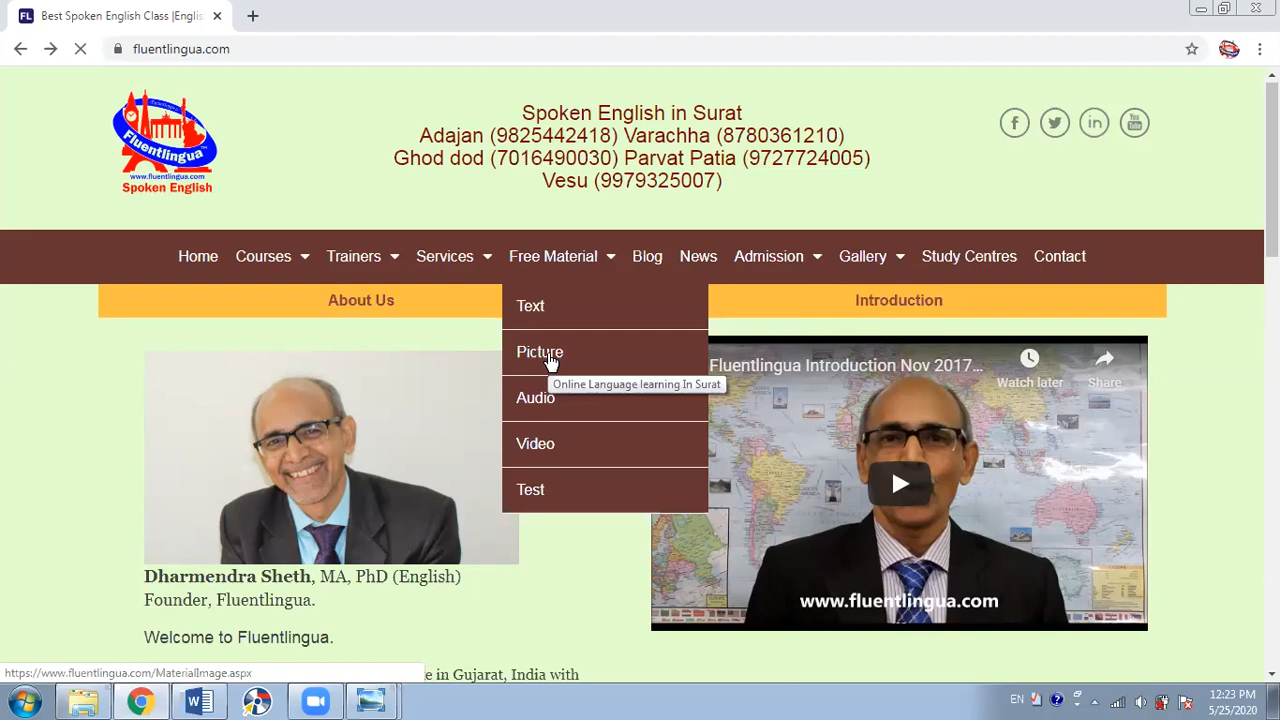 Best Spoken English Class |Englis
fluentlingua.com
Fluentlingua
www.fluentlingua.com
Spoken English
Spoken English in Surat
Adajan (9825442418) Varachha (8780361210)
Ghod dod (7016490030) Parvat Patia (9727724005)
Vesu (9979325007)
Home Courses Trainers Services Free Material Blog News Admission Gallery Study Centres Contact
About Us
Introduction
Text
Picture
Online Language learning In Surat
Audio
Video
Test
Fluentlingua Introduction Nov 2017...
Watch later
Share
www.fluentlingua.com
Dharmendra Sheth, MA, PhD (English)
Founder, Fluentlingua.
Welcome to Fluentlingua.
e in Gujarat, India with
https://www.fluentlingua.com/MaterialImage.aspx
EN
12:23 PM
5/25/2020